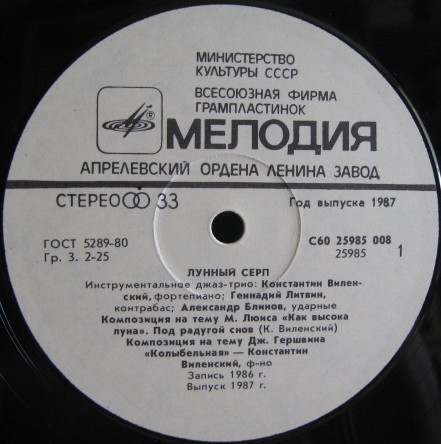 МИНИСТЕРСТВО
КУЛЬТУРЫ СССР
ВСЕСОЮЗНАЯ ФИРМА
ГРАМПЛАСТИНОК
МЕЛОДИЯ
АПРЕЛЕВСКИЙ ОРДЕНА ЛЕНИНА ЗАВОД
СТЕРЕО 33
Год выпуска 1987
ГОСТ 5289-80
Гр. 3. 2-25
С60 25985 008
25985 1
ЛУННЫЙ СЕРП
Инструментальное джаз-трио: Константин Вилен-
ский, фортепиано; Геннадий Литвин,
контрабас; Александр Блинов, ударные
Композиция на тему М. Люиса «Как высока
луна». Под радугой снов (К. Виленский)
Композиция на тему Дж. Гершвина
«Колыбельная» — Константин
Виленский, ф-но
Запись 1986 г.
Выпуск 1987 г.